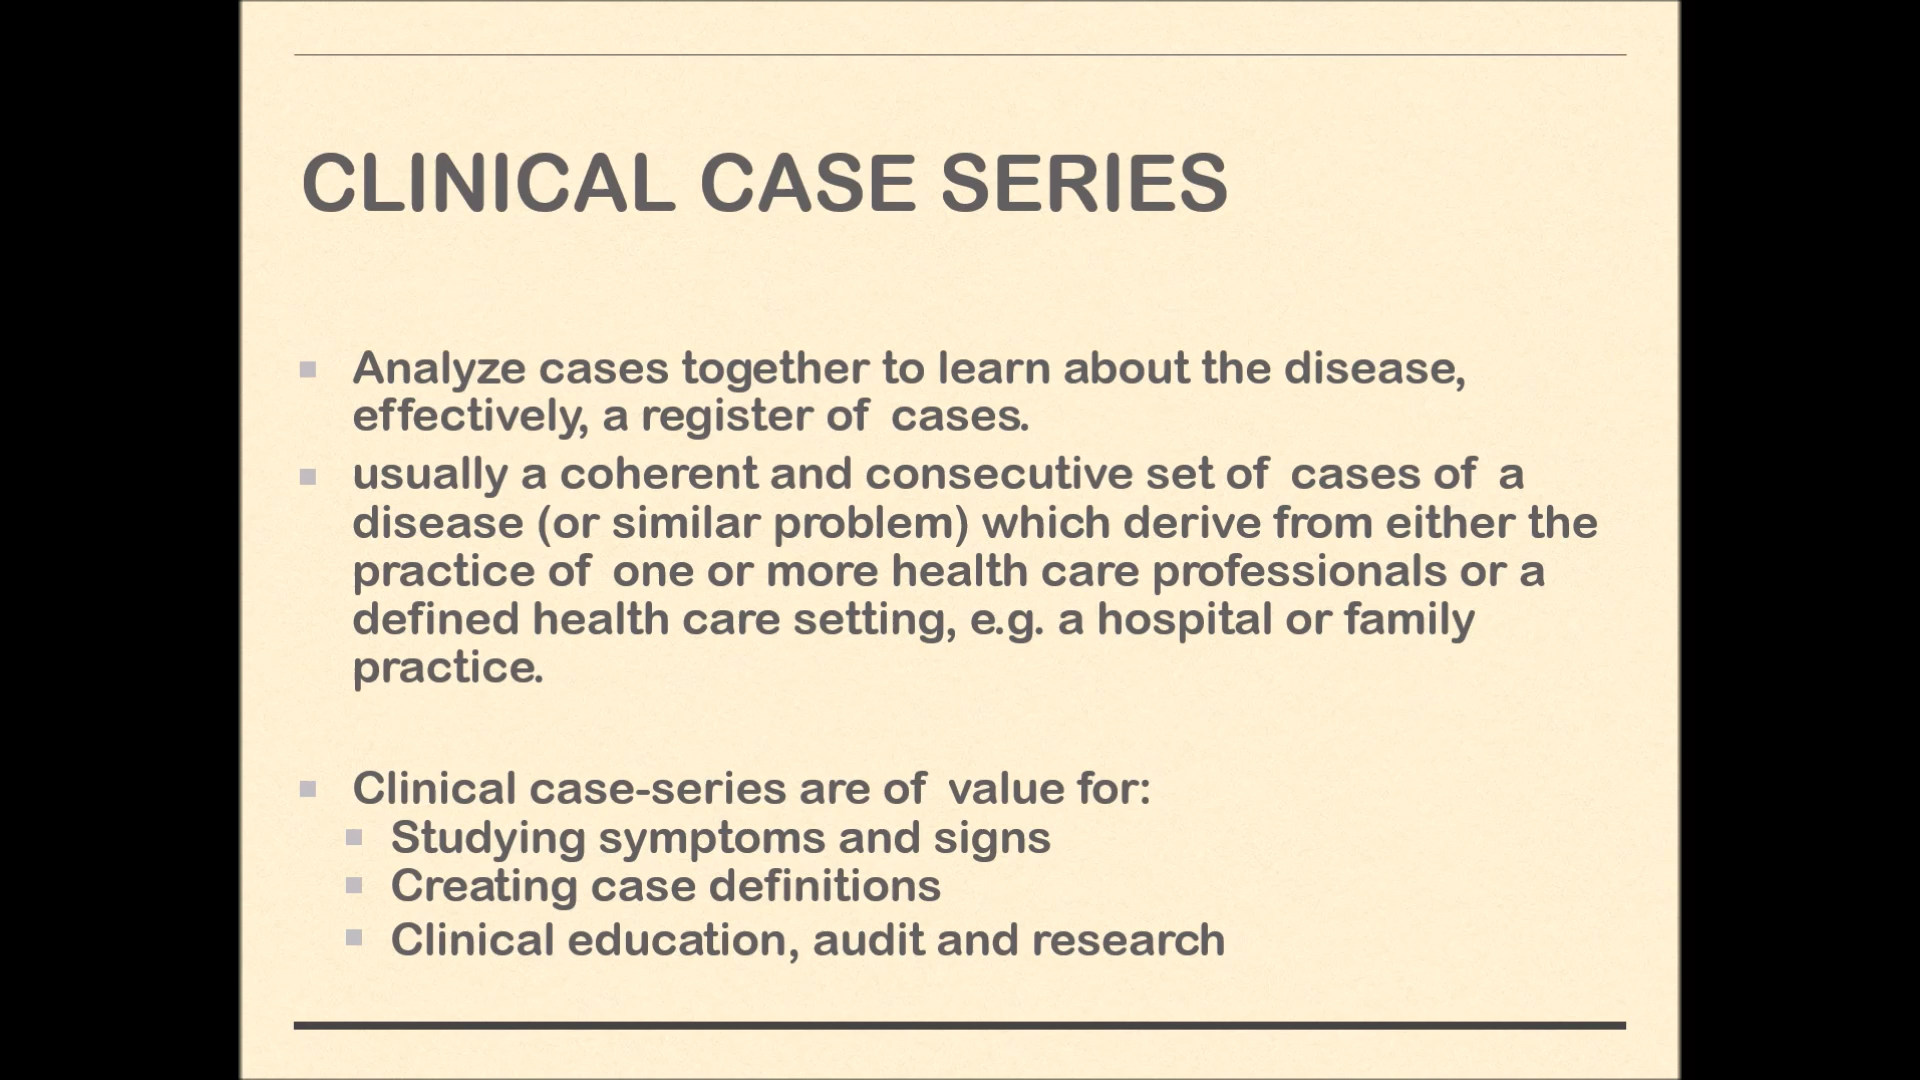 CLINICAL CASE SERIES
Analyze cases together to learn about the disease,
effectively, a register of cases.
usually a coherent and consecutive set of cases of a
disease (or similar problem) which derive from either the
practice of one or more health care professionals or a
defined health care setting, e.g. a hospital or family
practice.
Clinical case-series are of value for:
Studying symptoms and signs
Creating case definitions
Clinical education, audit and research